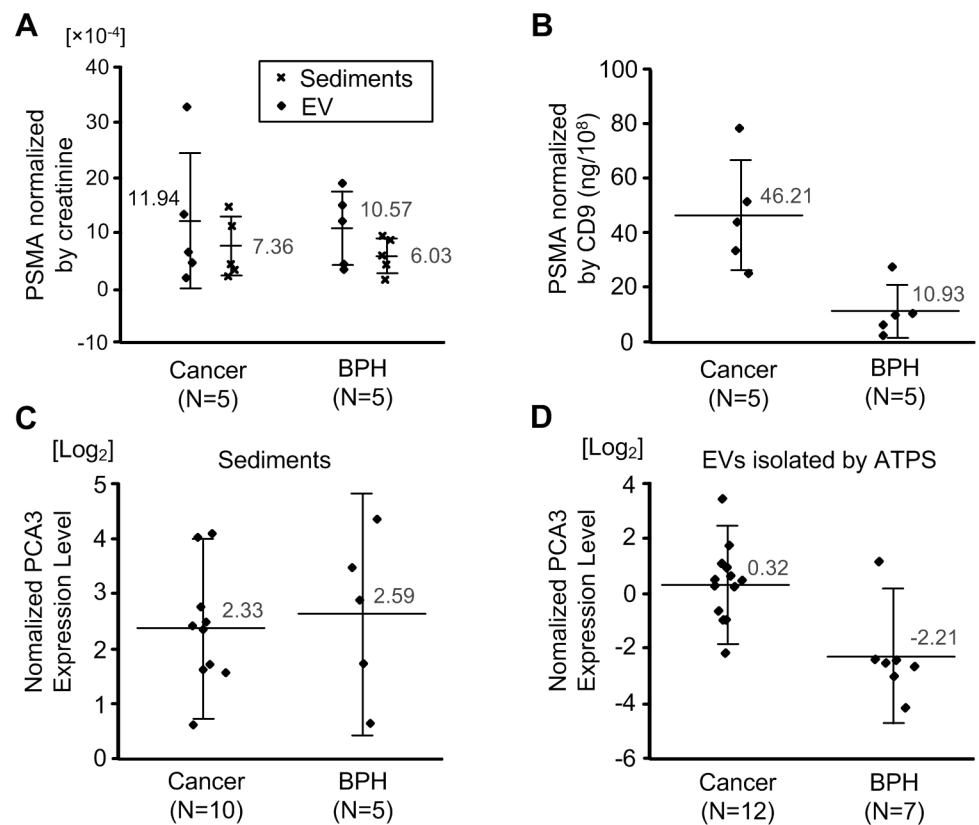 A
[×10⁻⁴]
PSMA normalized
by creatinine
40
30
20
10
0
-10
Sediments
EV
11.94
7.36
10.57
6.03
Cancer
(N=5)
BPH
(N=5)
B
PSMA normalized
by CD9 (ng/10⁸)
100
80
60
40
20
0
46.21
10.93
Cancer
(N=5)
BPH
(N=5)
C
[Log₂]
Sediments
Nomalized PCA3
Expression Level
5
4
3
2
1
0
2.33
2.59
Cancer
(N=10)
BPH
(N=5)
D
[Log₂]
EVs isolated by ATPS
Nomalized PCA3
Expression Level
4
2
0
-2
-4
-6
0.32
-2.21
Cancer
(N=12)
BPH
(N=7)